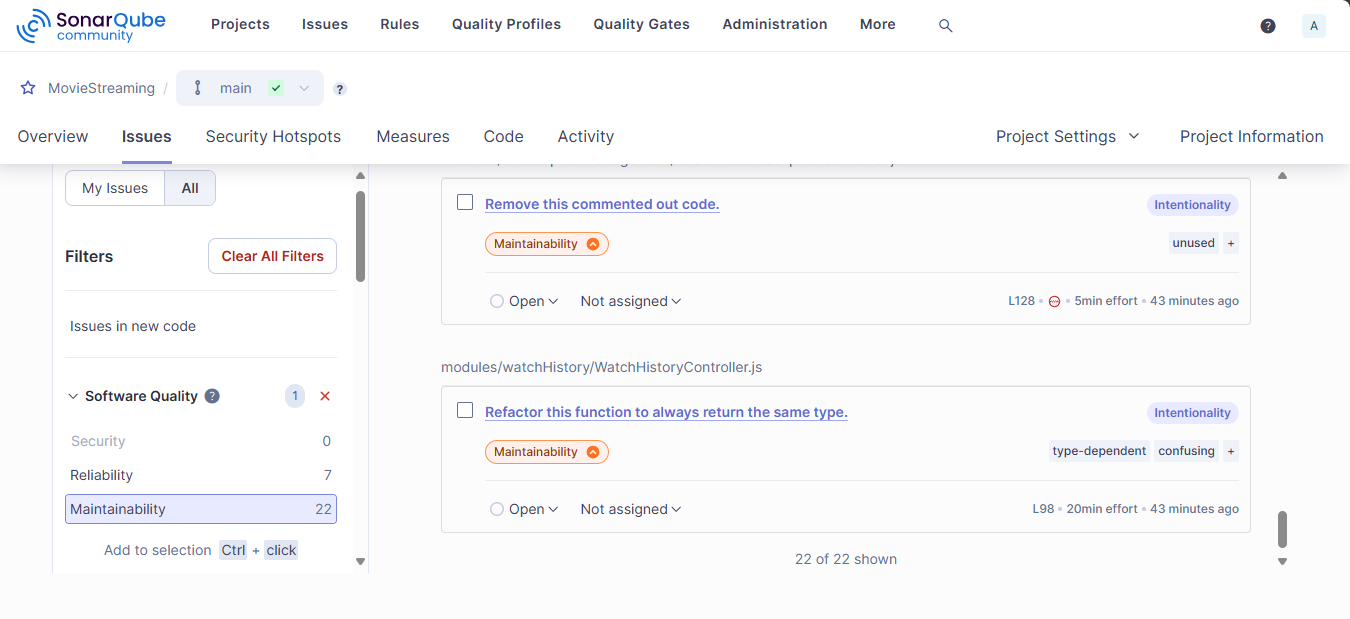 SonarQube community
Projects Issues Rules Quality Profiles Quality Gates Administration More ? A
MovieStreaming / main ?
Overview Issues Security Hotspots Measures Code Activity Project Settings Project Information
My Issues All
Filters Clear All Filters
Issues in new code
Software Quality ? 1
Security 0
Reliability 7
Maintainability 22
Add to selection Ctrl + click
Remove this commented out code. Intentionality
Maintainability unused +
Open Not assigned L128 • • 5min effort • 43 minutes ago
modules/watchHistory/WatchHistoryController.js
Refactor this function to always return the same type. Intentionality
Maintainability type-dependent confusing +
Open Not assigned L98 • 20min effort • 43 minutes ago
22 of 22 shown